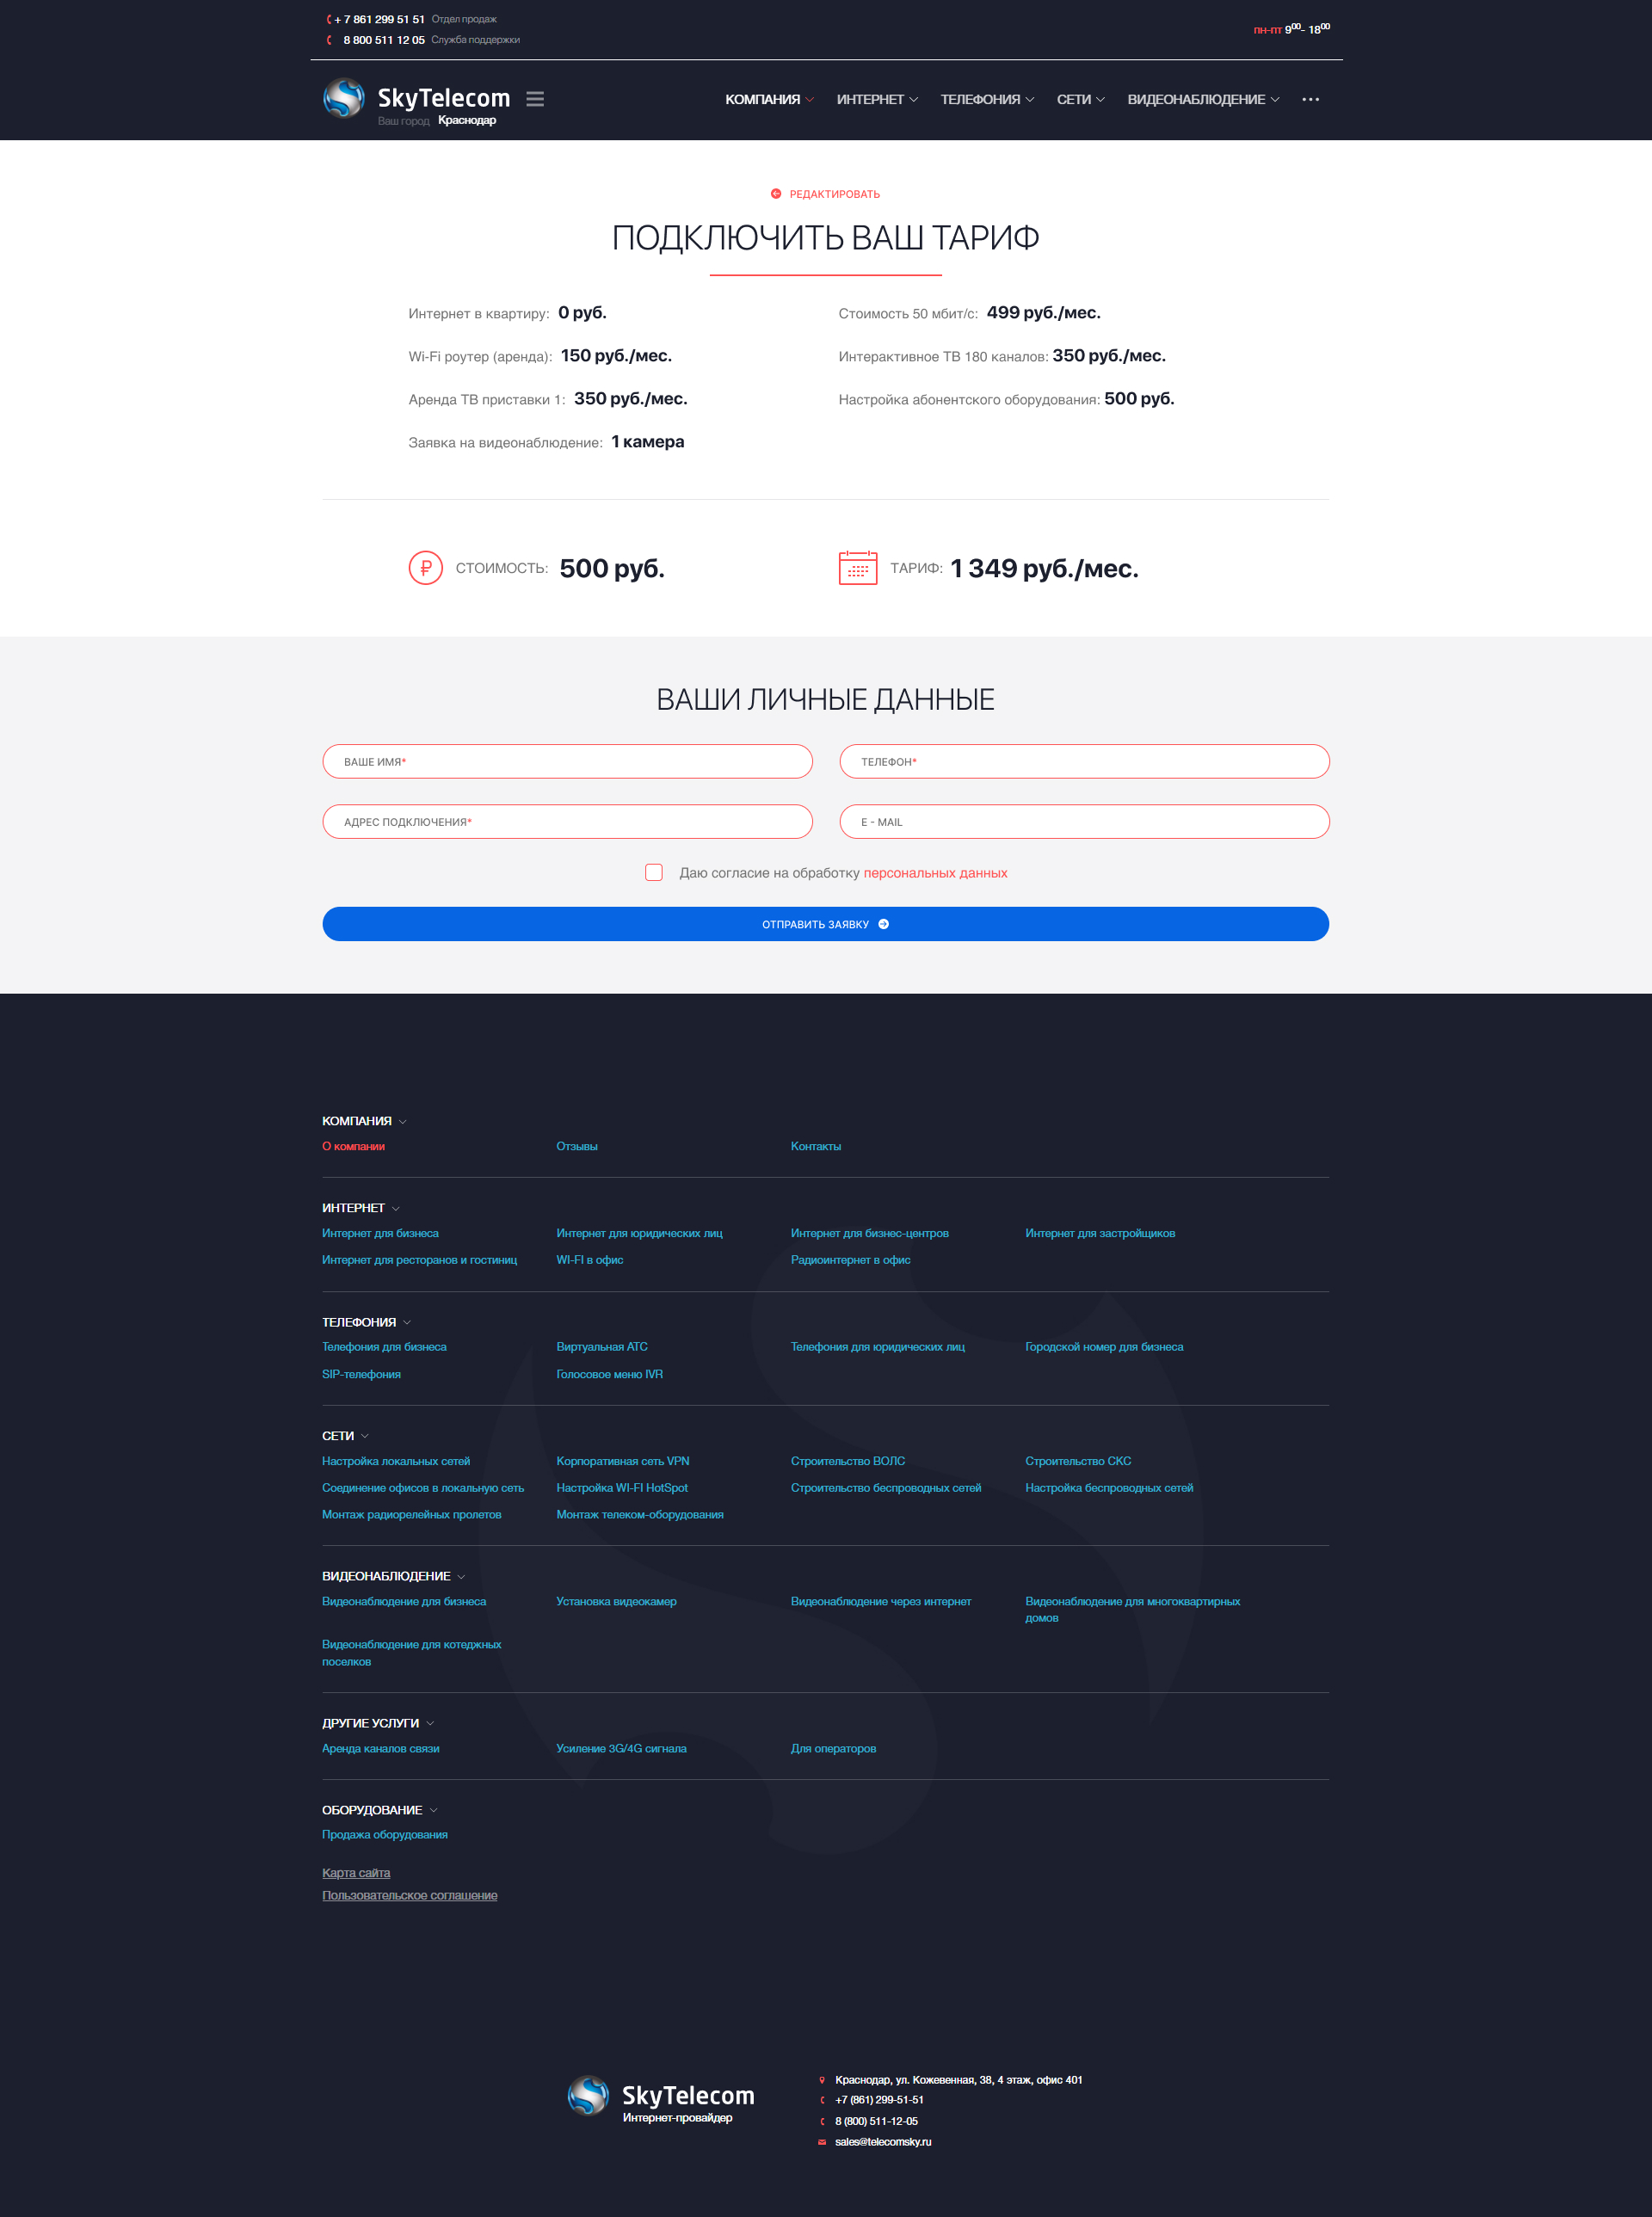 + 7 861 299 51 51 Отдел продаж
8 800 511 12 05 Служба поддержки
пн-пт 9⁰⁰- 18⁰⁰
SkyTelecom
Ваш город Краснодар
КОМПАНИЯ ИНТЕРНЕТ ТЕЛЕФОНИЯ СЕТИ ВИДЕОНАБЛЮДЕНИЕ
РЕДАКТИРОВАТЬ
ПОДКЛЮЧИТЬ ВАШ ТАРИФ
Интернет в квартиру: 0 руб.
Стоимость 50 мбит/с: 499 руб./мес.
Wi-Fi роутер (аренда): 150 руб./мес.
Интерактивное ТВ 180 каналов: 350 руб./мес.
Аренда ТВ приставки 1: 350 руб./мес.
Настройка абонентского оборудования: 500 руб.
Заявка на видеонаблюдение: 1 камера
СТОИМОСТЬ: 500 руб.
ТАРИФ: 1 349 руб./мес.
ВАШИ ЛИЧНЫЕ ДАННЫЕ
ВАШЕ ИМЯ*
ТЕЛЕФОН*
АДРЕС ПОДКЛЮЧЕНИЯ*
E - MAIL
Даю согласие на обработку персональных данных
ОТПРАВИТЬ ЗАЯВКУ
КОМПАНИЯ
О компании Отзывы Контакты
ИНТЕРНЕТ
Интернет для бизнеса Интернет для юридических лиц Интернет для бизнес-центров Интернет для застройщиков
Интернет для ресторанов и гостиниц WI-FI в офис Радиоинтернет в офис
ТЕЛЕФОНИЯ
Телефония для бизнеса Виртуальная АТС Телефония для юридических лиц Городской номер для бизнеса
SIP-телефония Голосовое меню IVR
СЕТИ
Настройка локальных сетей Корпоративная сеть VPN Строительство ВОЛС Строительство СКС
Соединение офисов в локальную сеть Настройка WI-FI HotSpot Строительство беспроводных сетей Настройка беспроводных сетей
Монтаж радиорелейных пролетов Монтаж телеком-оборудования
ВИДЕОНАБЛЮДЕНИЕ
Видеонаблюдение для бизнеса Установка видеокамер Видеонаблюдение через интернет Видеонаблюдение для многоквартирных
домов
Видеонаблюдение для котеджных
поселков
ДРУГИЕ УСЛУГИ
Аренда каналов связи Усиление 3G/4G сигнала Для операторов
ОБОРУДОВАНИЕ
Продажа оборудования
Карта сайта
Пользовательское соглашение
SkyTelecom
Интернет-провайдер
Краснодар, ул. Кожевенная, 38, 4 этаж, офис 401
+7 (861) 299-51-51
8 (800) 511-12-05
sales@telecomsky.ru